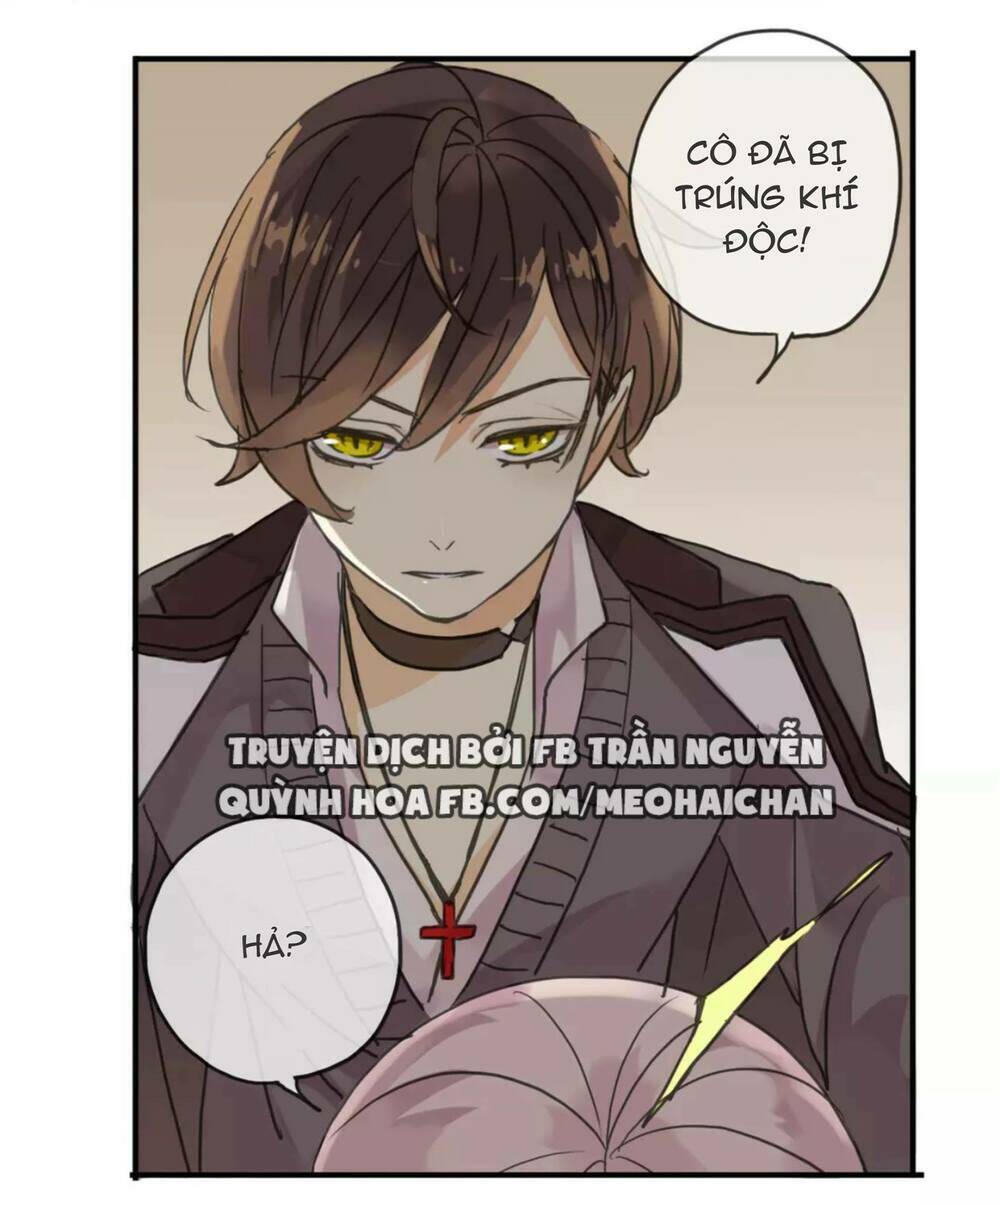 CÔ ĐÃ BỊ
TRÚNG KHÍ
ĐỘC!
TRUYỆN DỊCH BỞI FB TRẦN NGUYỄN
QUỲNH HOA FB.COM/MEOHAICHAN
HẢ?